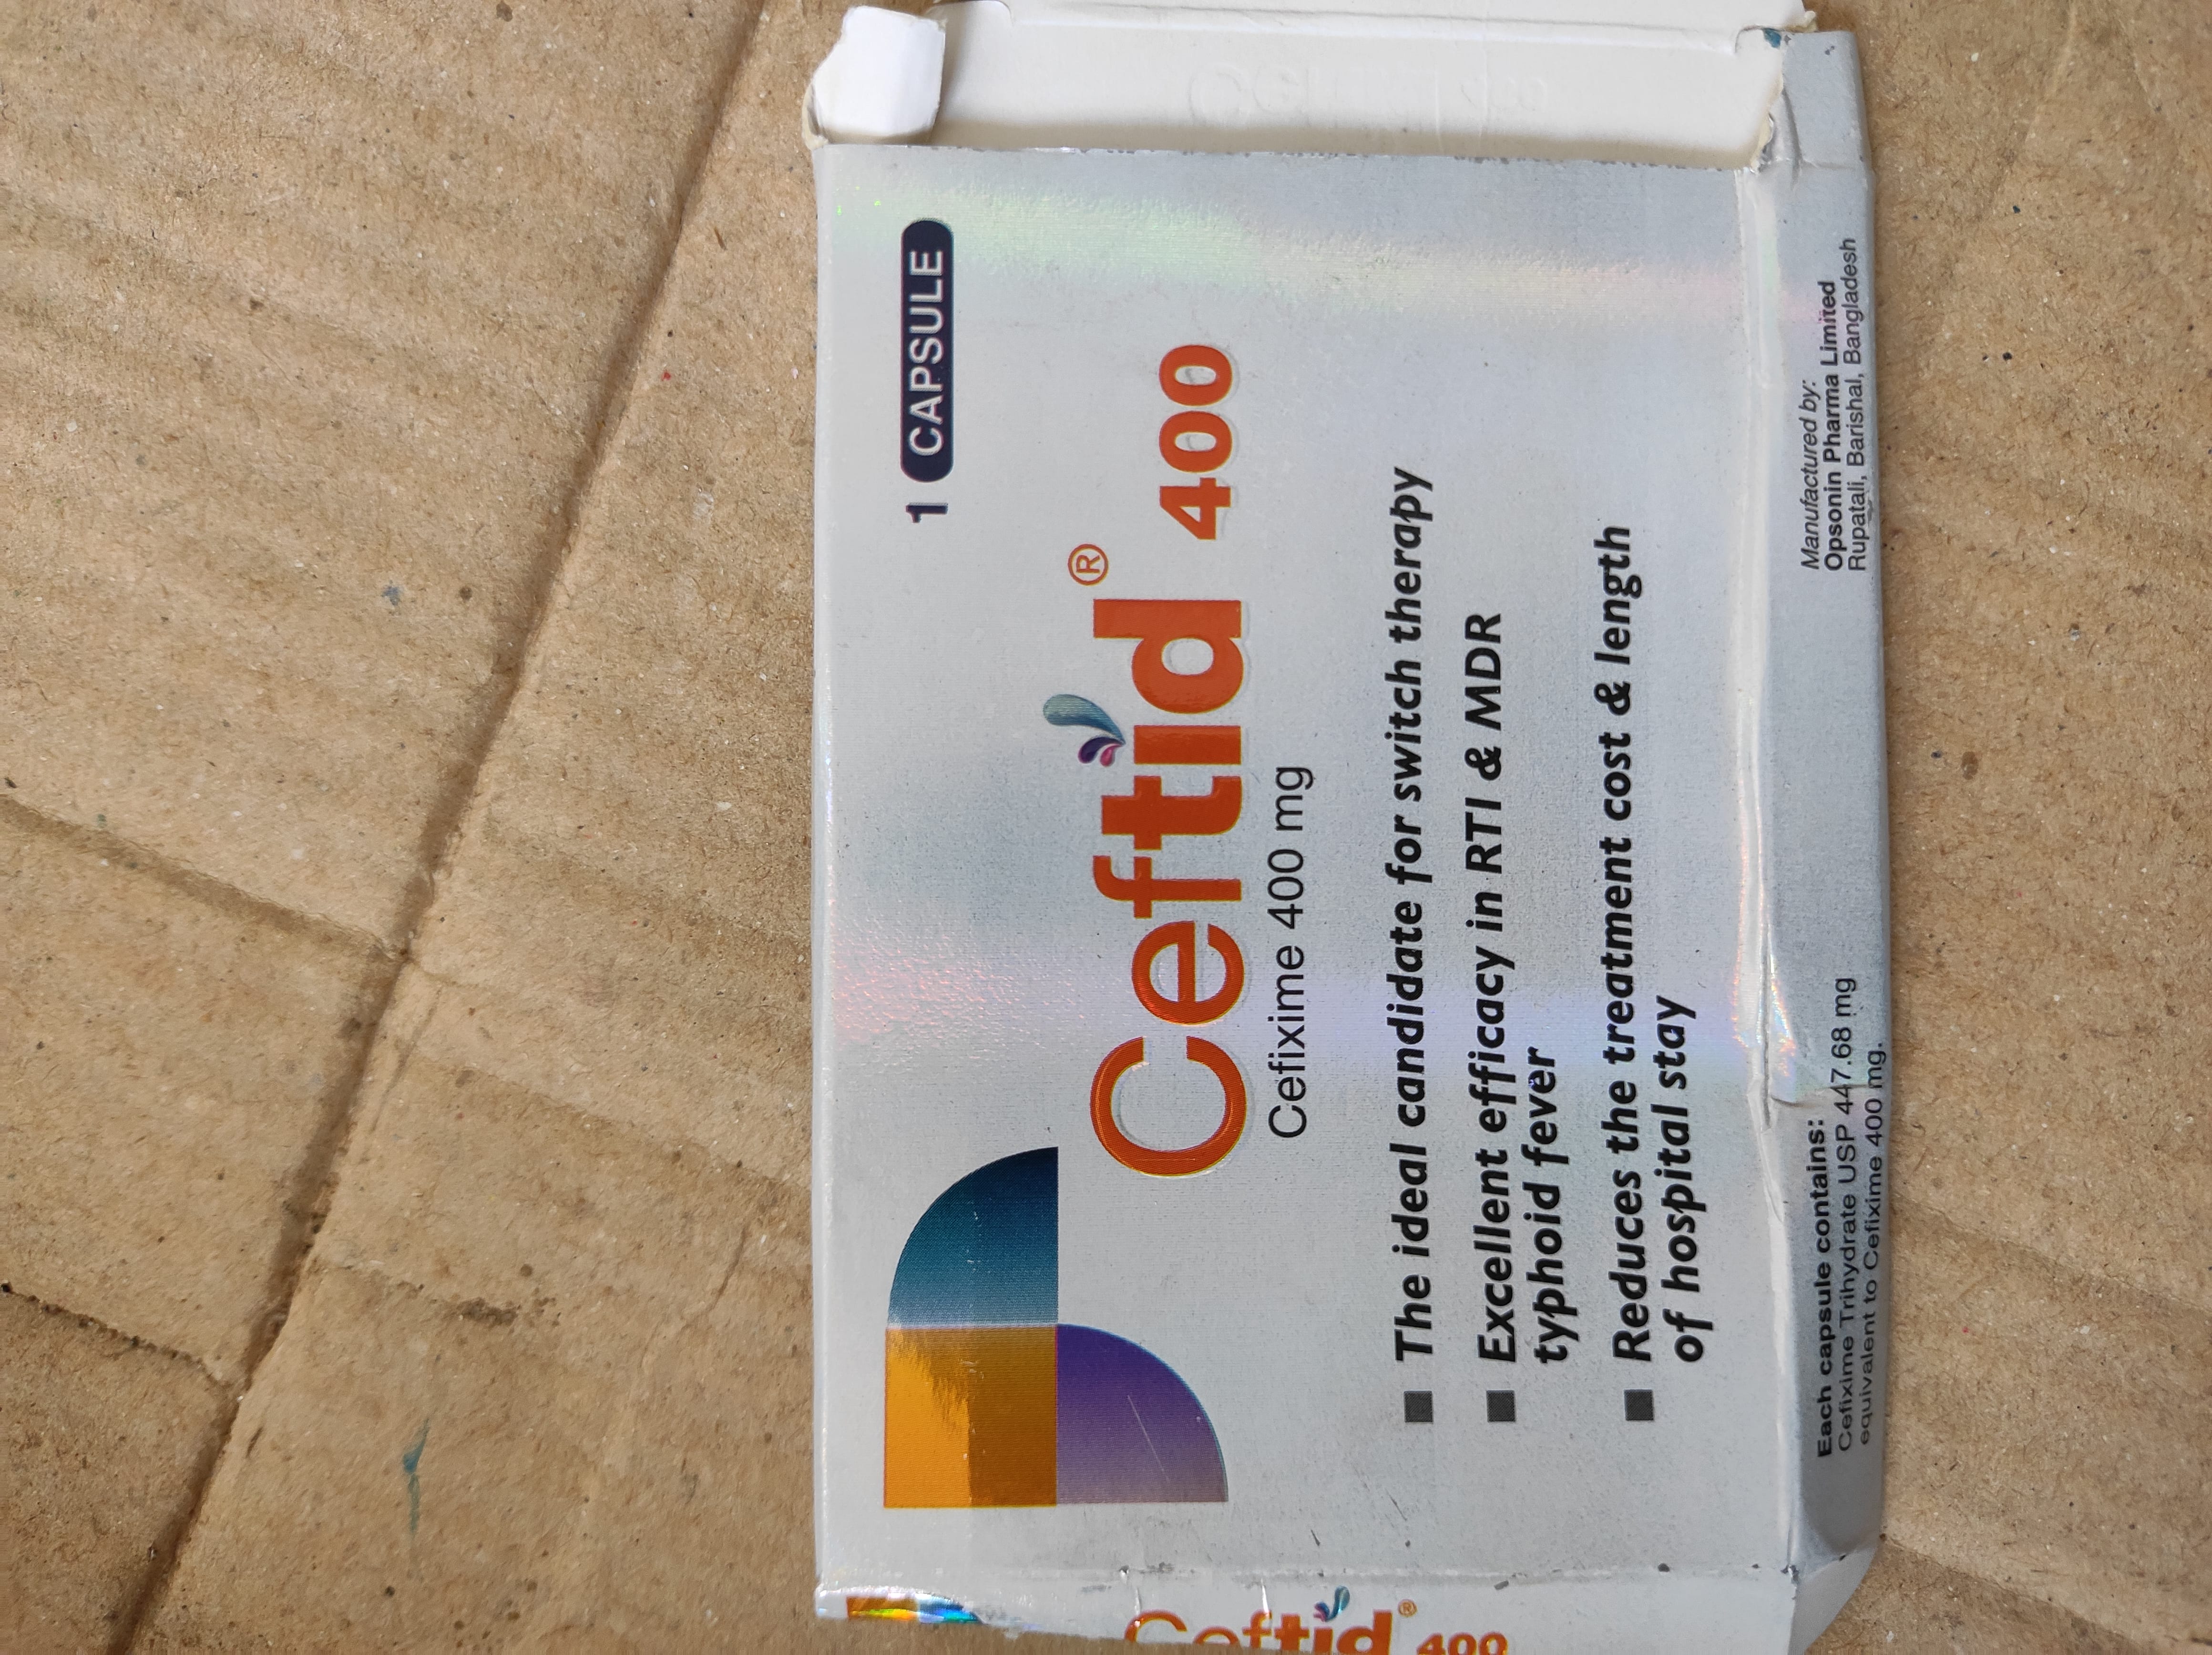 1 CAPSULE
Ceftid® 400
Cefixime 400 mg
■ The ideal candidate for switch therapy
■ Excellent efficacy in RTI & MDR
typhoid fever
■ Reduces the treatment cost & length
of hospital stay
Each capsule contains:
Cefixime Trihydrate USP 447.68 mg
equivalent to Cefixime 400 mg.
Manufactured by:
Opsonin Pharma Limited
Rupatali, Barishal, Bangladesh
Ceftid® 400